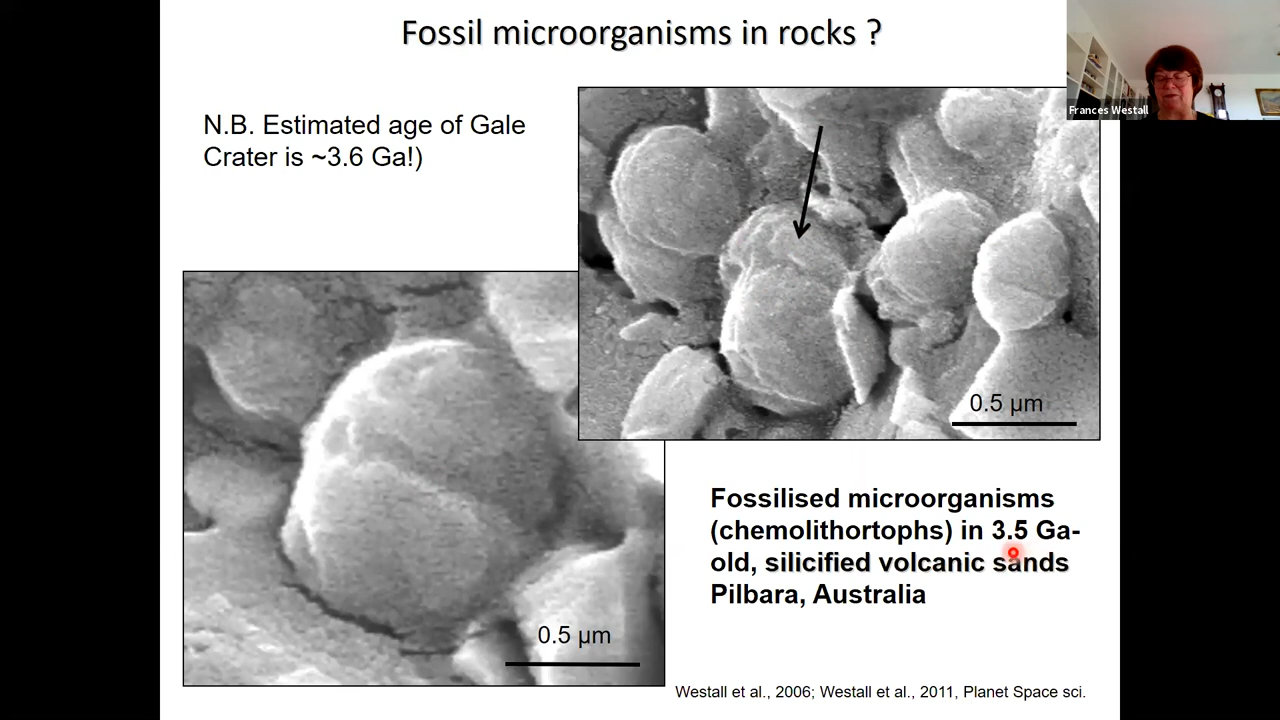 Fossil microorganisms in rocks ?
Frances Westall
N.B. Estimated age of Gale
Crater is ~3.6 Ga!)
0.5 µm
0.5 µm
Fossilised microorganisms
(chemolithortophs) in 3.5 Ga-
old, silicified volcanic sands
Pilbara, Australia
Westall et al., 2006; Westall et al., 2011, Planet Space sci.